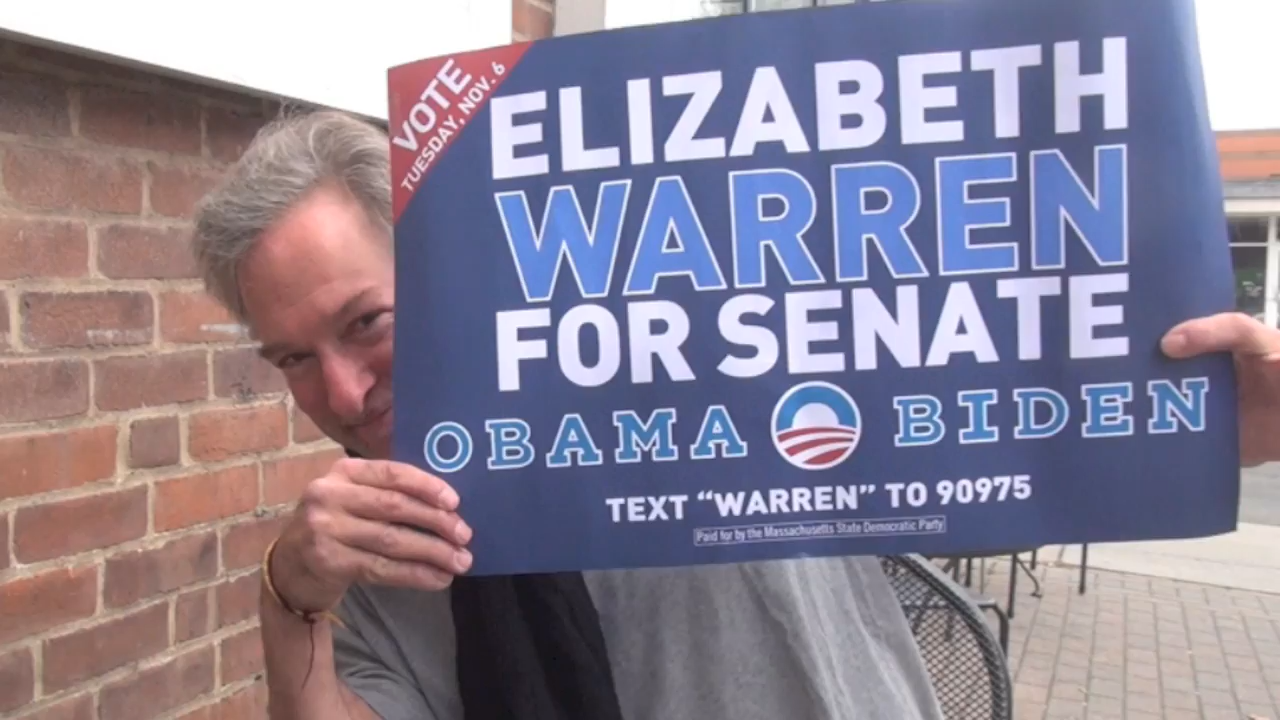 VOTE
TUESDAY, NOV. 6
ELIZABETH
WARREN
FOR SENATE
OBAMA BIDEN
TEXT “WARREN” TO 90975
Paid for by the Massachusetts State Democratic Party